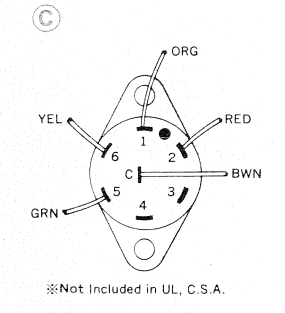 C
ORG
YEL
RED
1
2
6
C
BWN
5
3
4
GRN
※Not Included in UL, C.S.A.